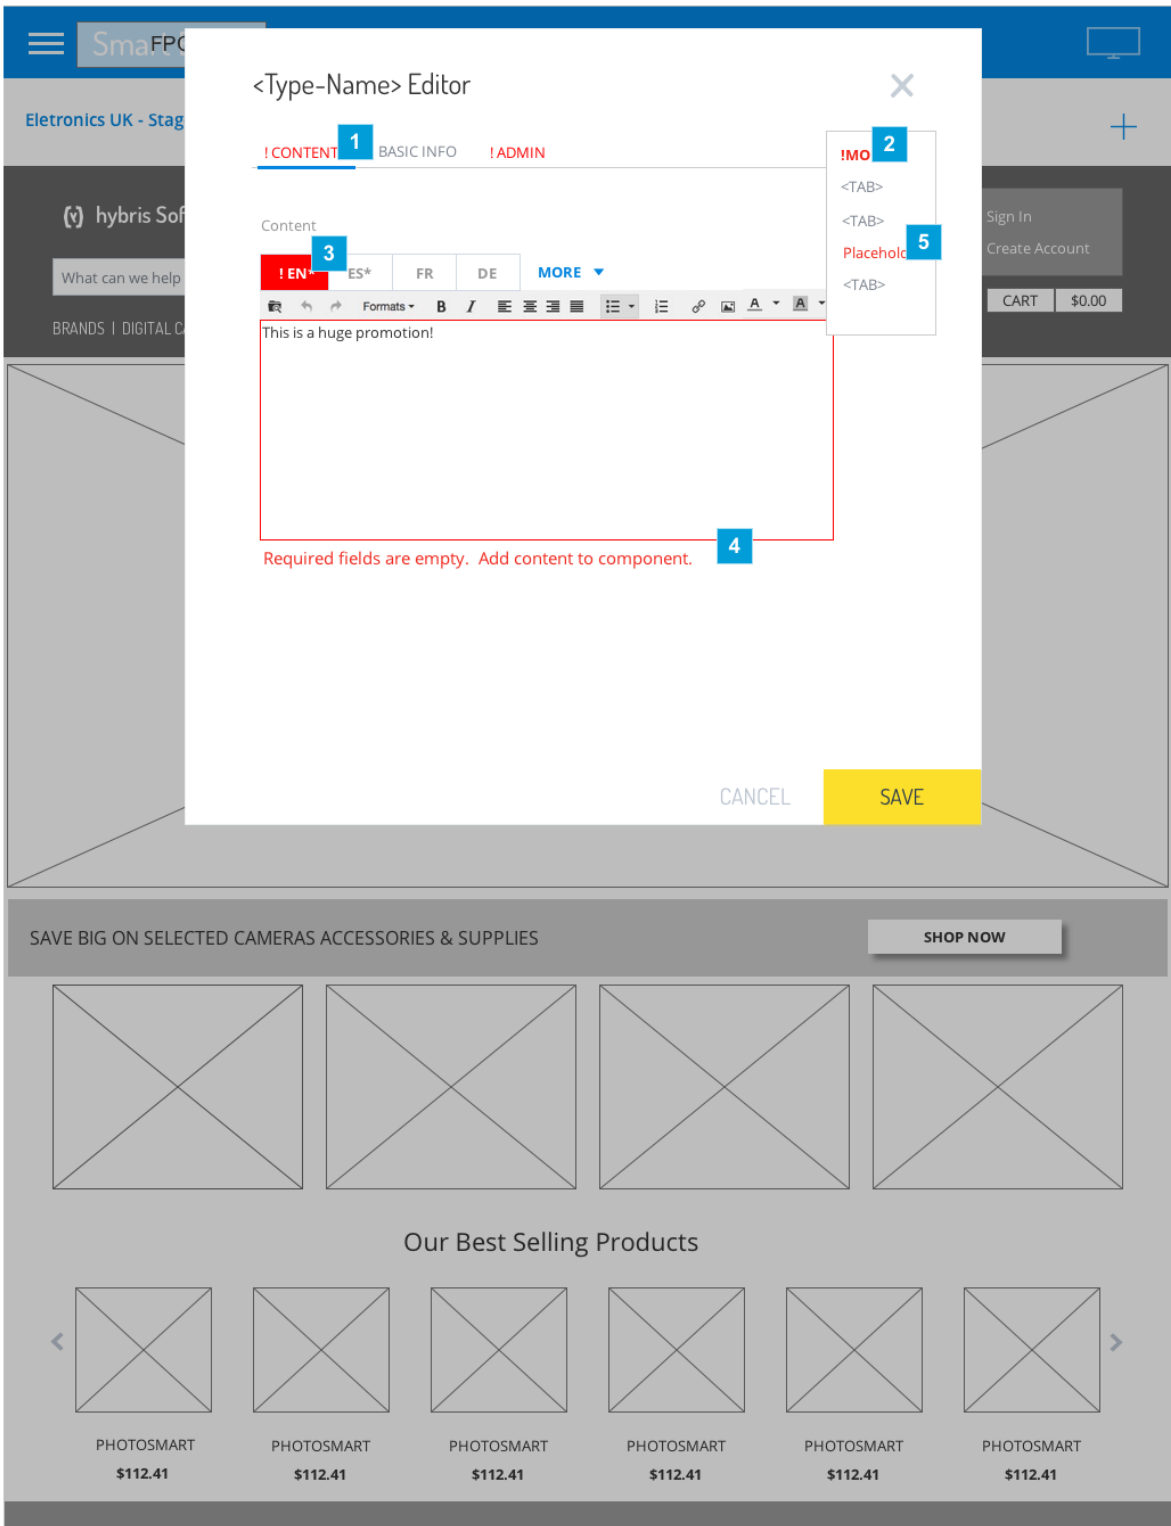 FPO
<Type-Name> Editor
Eletronics UK - Stag
1
2
! CONTENT
BASIC INFO
! ADMIN
!MO
<TAB>
(y) hybris Sof
Sign In
<TAB>
Content
5
Create Account
3
Placehold
What can we help
! EN*
ES*
FR
DE
MORE
<TAB>
CART
$0.00
Formats
B
I
A
A
BRANDS | DIGITAL CA
This is a huge promotion!
4
Required fields are empty. Add content to component.
CANCEL
SAVE
SAVE BIG ON SELECTED CAMERAS ACCESSORIES & SUPPLIES
SHOP NOW
Our Best Selling Products
PHOTOSMART
PHOTOSMART
PHOTOSMART
PHOTOSMART
PHOTOSMART
PHOTOSMART
$112.41
$112.41
$112.41
$112.41
$112.41
$112.41